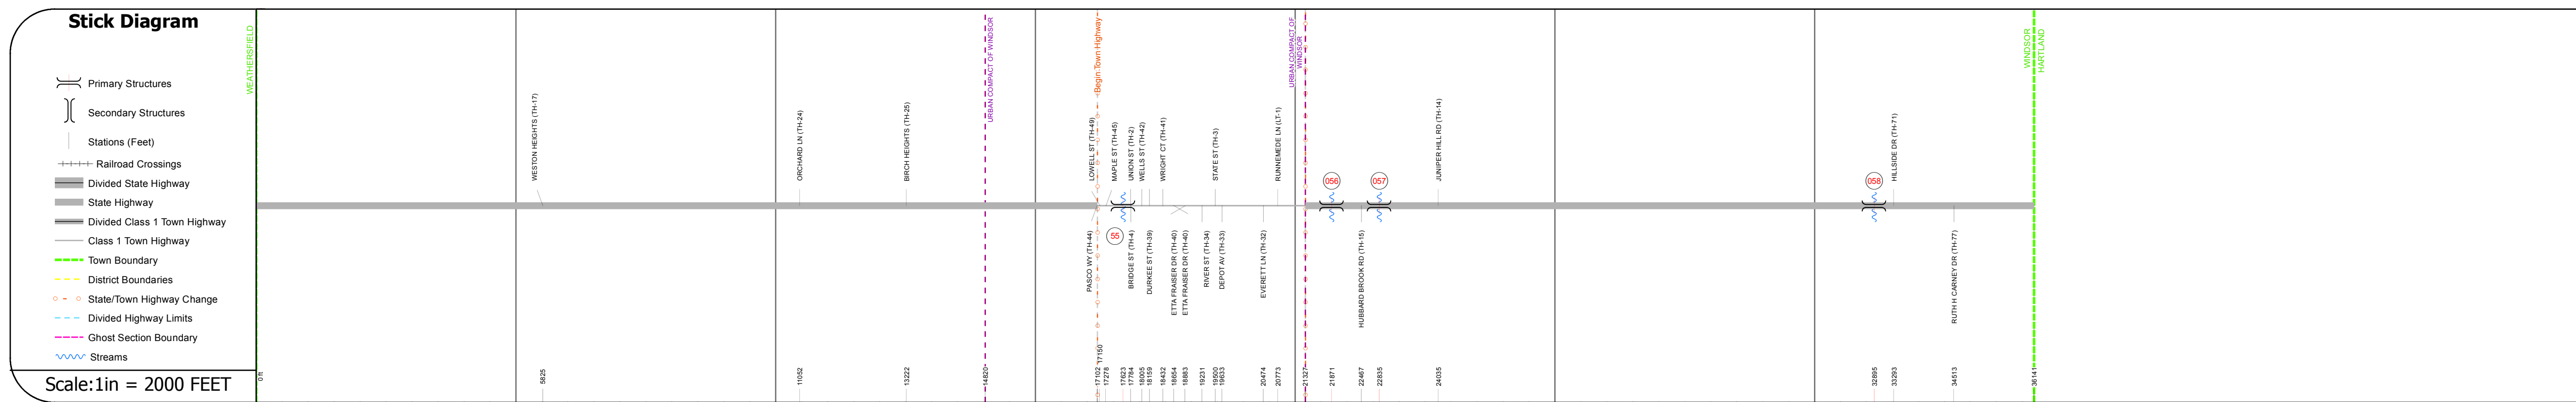 Stick Diagram
Primary Structures
Secondary Structures
Stations (Feet)
Railroad Crossings
Divided State Highway
State Highway
Divided Class 1 Town Highway
Class 1 Town Highway
Town Boundary
District Boundaries
State/Town Highway Change
Divided Highway Limits
Ghost Section Boundary
Streams
Scale:1in = 2000 FEET
WEATHERSFIELD
WESTON HEIGHTS (TH-17)
ORCHARD LN (TH-24)
BIRCH HEIGHTS (TH-25)
URBAN COMPACT OF WINDSOR
Begin Town Highway
LOWELL ST (TH-49)
MAPLE ST (TH-45)
UNION ST (TH-2)
WELLS ST (TH-42)
WRIGHT CT (TH-41)
STATE ST (TH-3)
RUNNEMEDE LN (LT-1)
URBAN COMPACT OF
WINDSOR
056
057
JUNIPER HILL RD (TH-14)
058
HILLSIDE DR (TH-71)
WINDSOR
HARTLAND
PASCO WY (TH-44)
55
BRIDGE ST (TH-4)
DURKEE ST (TH-39)
ETTA FRAISER DR (TH-40)
ETTA FRAISER DR (TH-40)
RIVER ST (TH-34)
DEPOT AV (TH-33)
EVERETT LN (TH-32)
HUBBARD BROOK RD (TH-15)
RUTH H CARNEY DR (TH-77)
0 ft
5825
11052
13222
14820
17102
17150
17278
17623
17784
18005
18159
18432
18654
18883
19231
19500
19633
20474
20773
21327
21871
22467
22835
24035
32895
33293
34513
36141